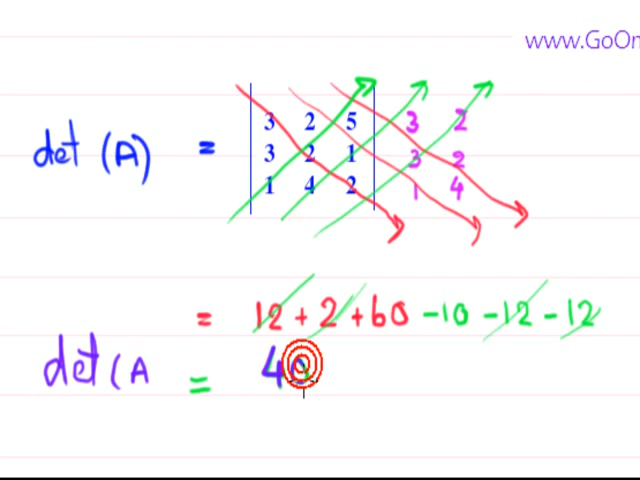 www.GoOn
3 2 5 3 2
det (A) = 3 2 1 3 2
1 4 2 1 4
= 12 + 2 + 60 - 10 - 12 - 12
det (A = 40